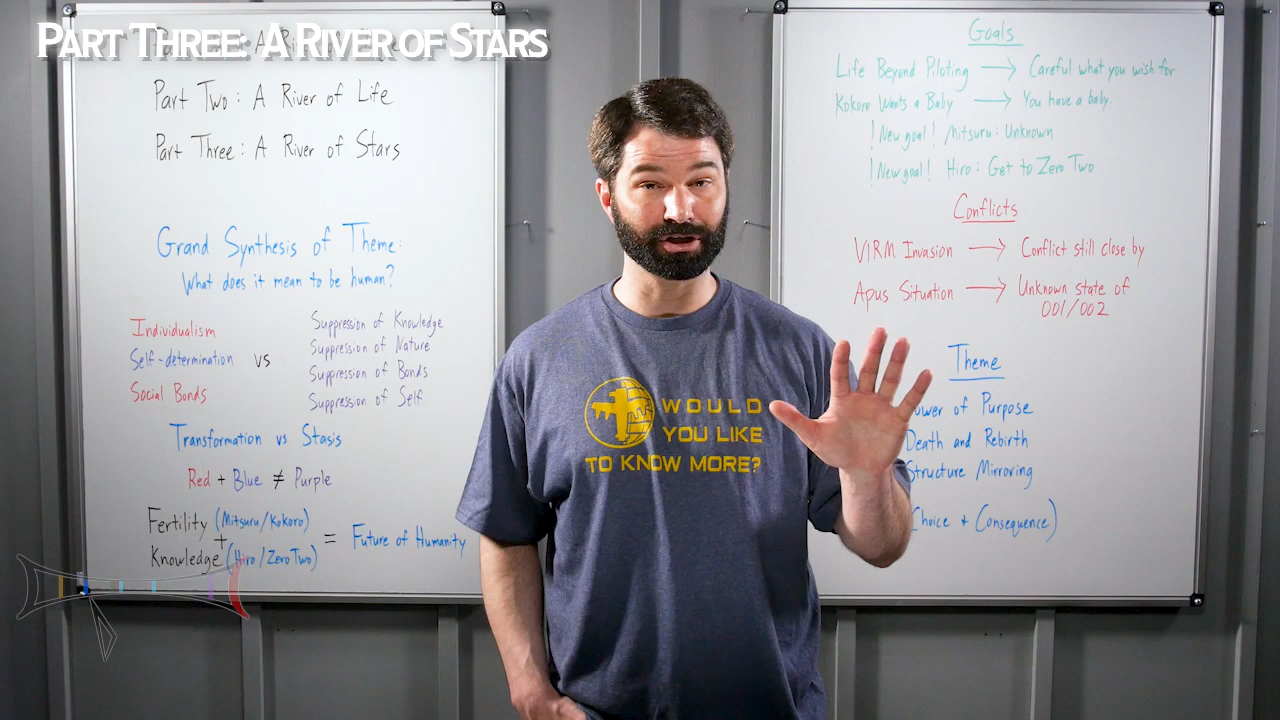 Part Three: A River of Stars
Part Two: A River of Life
Part Three: A River of Stars
Grand Synthesis of Theme:
What does it mean to be human?
Individualism
Self-determination
Social Bonds
vs
Suppression of Knowledge
Suppression of Nature
Suppression of Bonds
Suppression of Self
Transformation vs Stasis
Red + Blue ≠ Purple
Fertility (Mitsuru/Kokoro)
+
Knowledge (Hiro/Zero Two)
= Future of Humanity
WOULD
YOU LIKE
TO KNOW MORE?
Goals
Life Beyond Piloting → Careful what you wish for
Kokoro Wants a Baby → You have a baby.
!New goal! Mitsuru: Unknown
!New goal! Hiro: Get to Zero Two
Conflicts
VIRM Invasion → Conflict still close by
Apus Situation → Unknown state of
001/002
Theme
Power of Purpose
Death and Rebirth
Structure Mirroring
(Choice + Consequence)